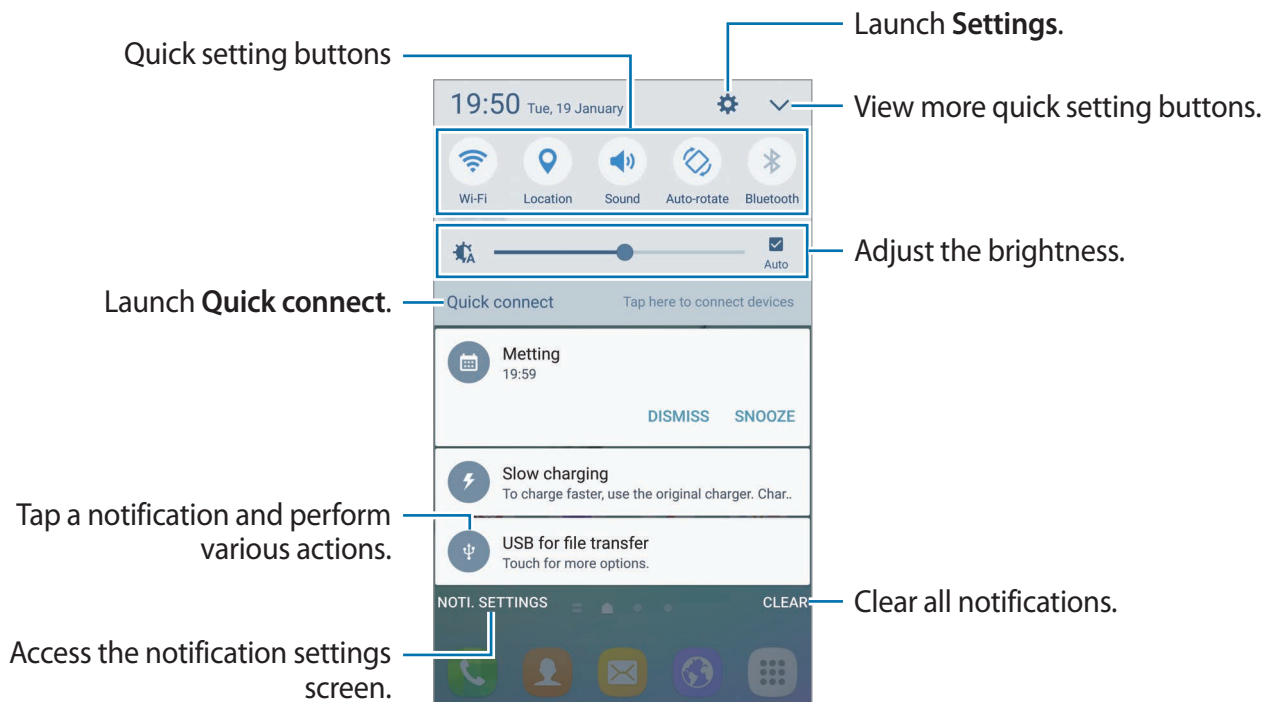 Launch Settings.
Quick setting buttons
19:50 Tue, 19 January
View more quick setting buttons.
Wi-Fi Location Sound Auto-rotate Bluetooth
A
Adjust the brightness.
Auto
Launch Quick connect.
Quick connect Tap here to connect devices
Metting
19:59
DISMISS SNOOZE
Slow charging
To charge faster, use the original charger. Char..
Tap a notification and perform
various actions.
USB for file transfer
Touch for more options.
NOTI. SETTINGS CLEAR
Clear all notifications.
Access the notification settings
screen.